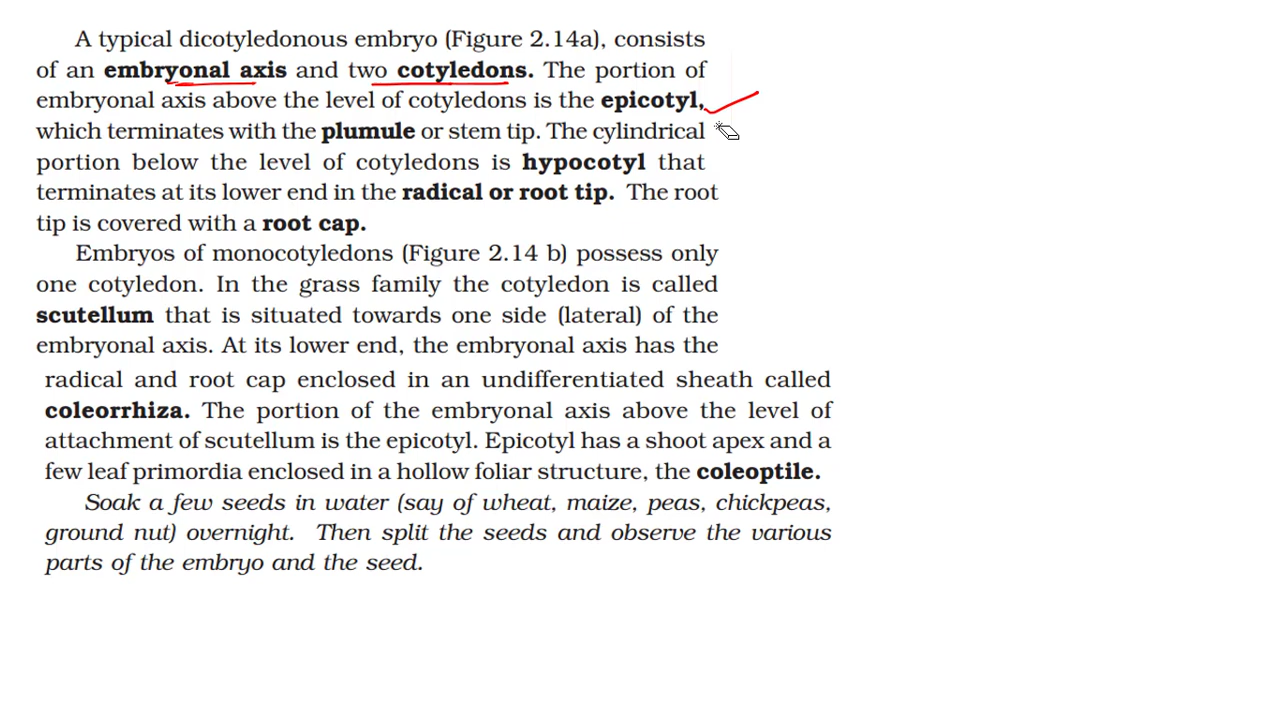 A typical dicotyledonous embryo (Figure 2.14a), consists
of an embryonal axis and two cotyledons. The portion of
embryonal axis above the level of cotyledons is the epicotyl,
which terminates with the plumule or stem tip. The cylindrical
portion below the level of cotyledons is hypocotyl that
terminates at its lower end in the radical or root tip. The root
tip is covered with a root cap.
Embryos of monocotyledons (Figure 2.14 b) possess only
one cotyledon. In the grass family the cotyledon is called
scutellum that is situated towards one side (lateral) of the
embryonal axis. At its lower end, the embryonal axis has the
radical and root cap enclosed in an undifferentiated sheath called
coleorrhiza. The portion of the embryonal axis above the level of
attachment of scutellum is the epicotyl. Epicotyl has a shoot apex and a
few leaf primordia enclosed in a hollow foliar structure, the coleoptile.
Soak a few seeds in water (say of wheat, maize, peas, chickpeas,
ground nut) overnight. Then split the seeds and observe the various
parts of the embryo and the seed.